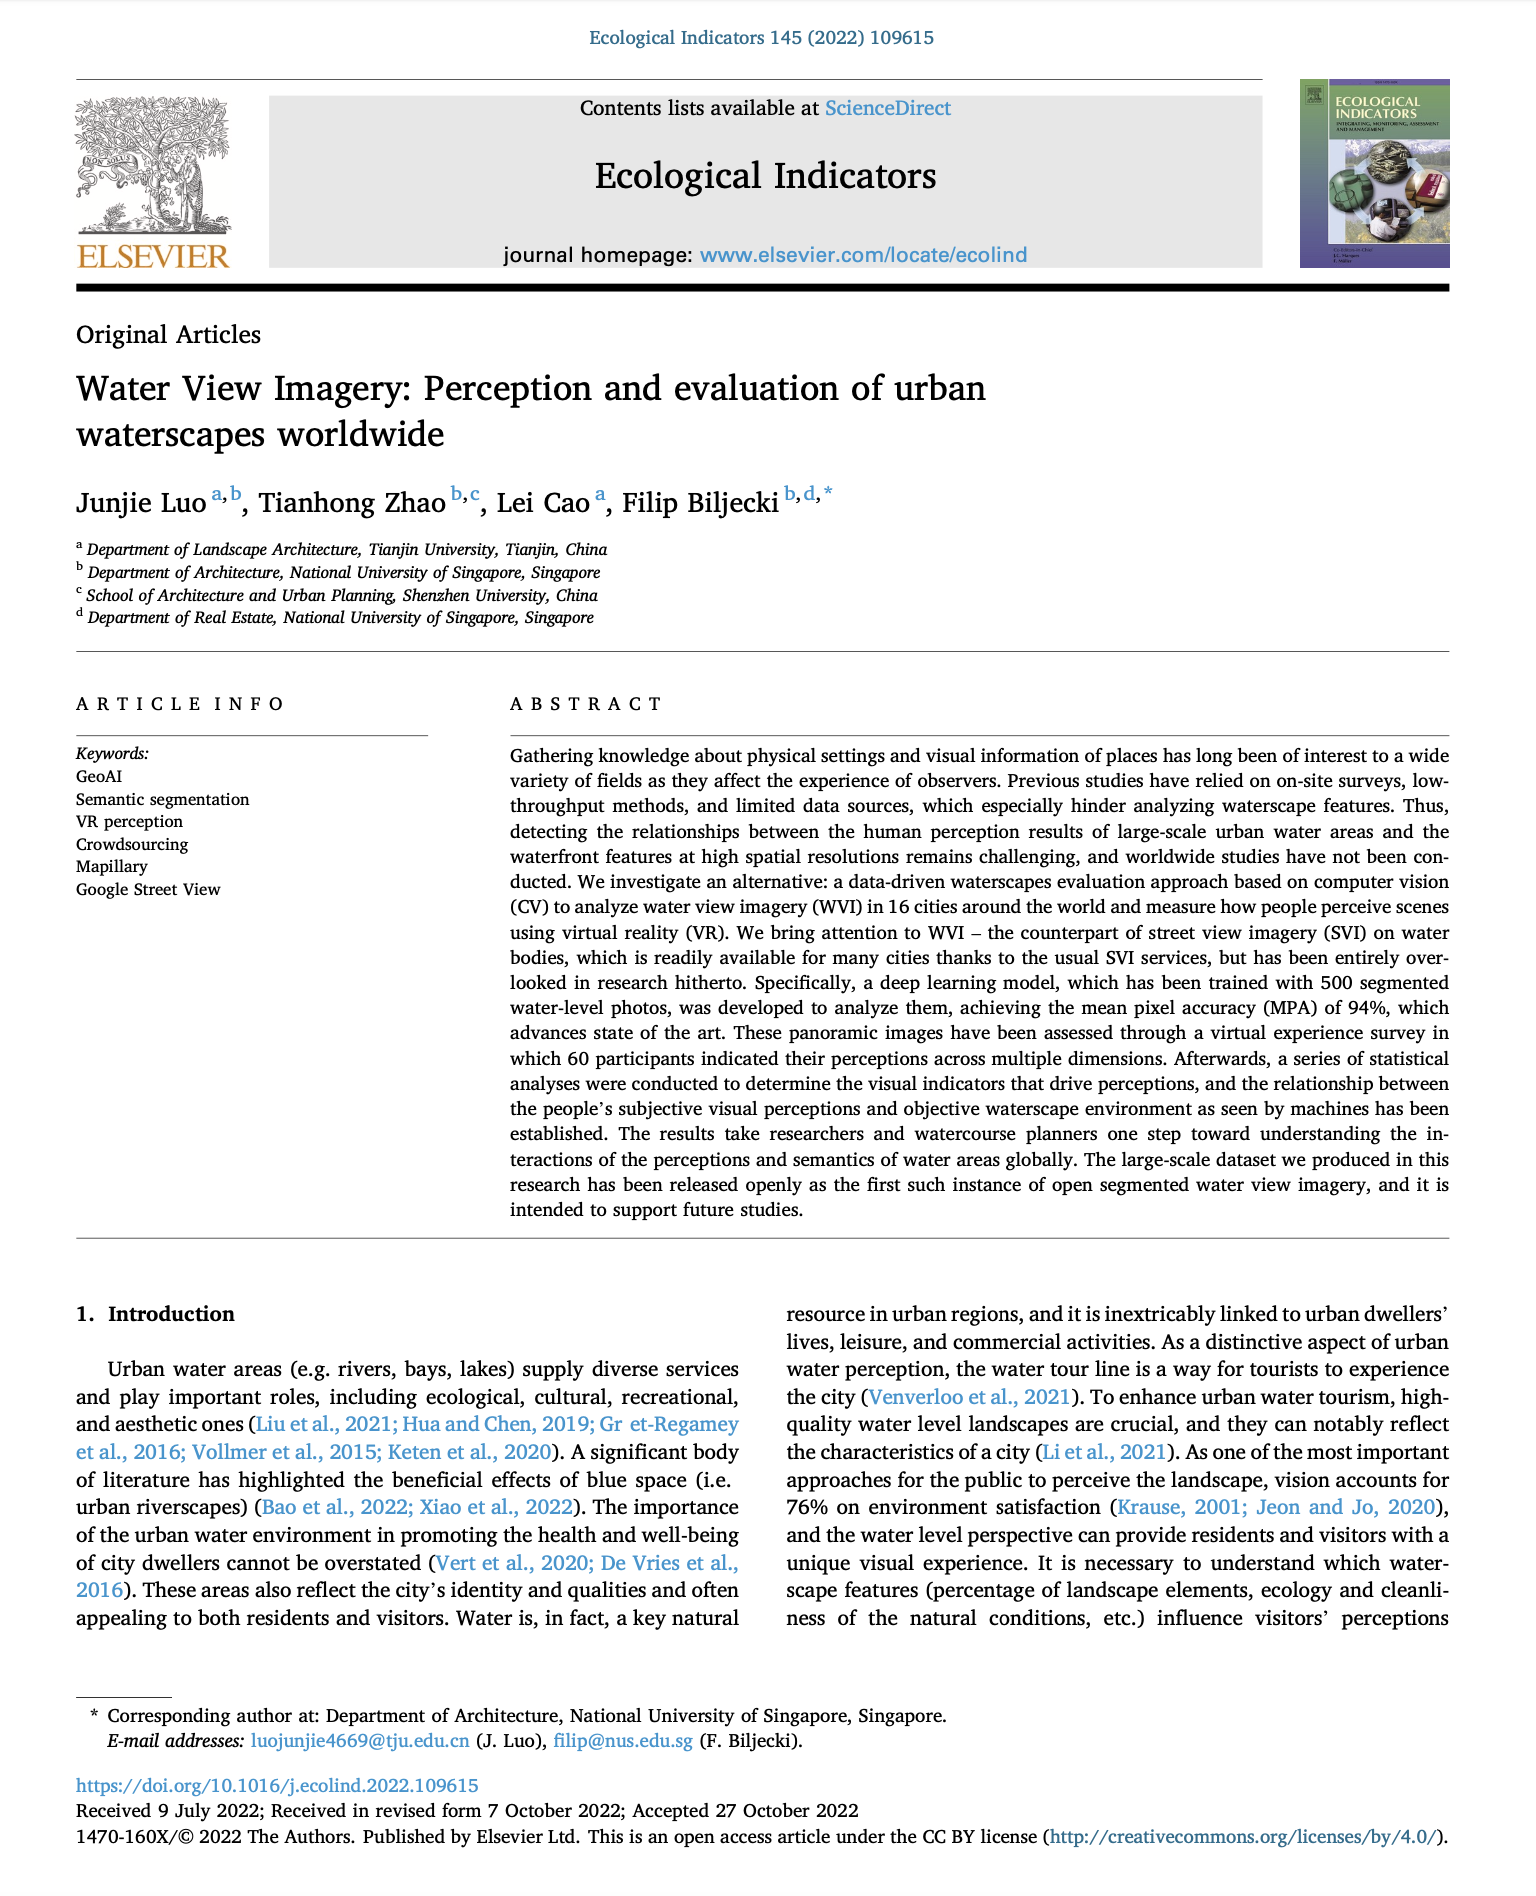 Ecological Indicators 145 (2022) 109615
Contents lists available at ScienceDirect
Ecological Indicators
journal homepage: www.elsevier.com/locate/ecolind
NON SOLUS
ELSEVIER
ECOLOGICAL
INDICATORS
INTEGRATING, MONITORING, ASSESSMENT
AND MANAGEMENT
Original Articles
Water View Imagery: Perception and evaluation of urban
waterscapes worldwide
Junjie Luo a,b, Tianhong Zhao b,c, Lei Cao a, Filip Biljecki b,d,*
a Department of Landscape Architecture, Tianjin University, Tianjin, China
b Department of Architecture, National University of Singapore, Singapore
c School of Architecture and Urban Planning, Shenzhen University, China
d Department of Real Estate, National University of Singapore, Singapore
ARTICLE INFO
Keywords:
GeoAI
Semantic segmentation
VR perception
Crowdsourcing
Mapillary
Google Street View
ABSTRACT
Gathering knowledge about physical settings and visual information of places has long been of interest to a wide
variety of fields as they affect the experience of observers. Previous studies have relied on on-site surveys, low-
throughput methods, and limited data sources, which especially hinder analyzing waterscape features. Thus,
detecting the relationships between the human perception results of large-scale urban water areas and the
waterfront features at high spatial resolutions remains challenging, and worldwide studies have not been con-
ducted. We investigate an alternative: a data-driven waterscapes evaluation approach based on computer vision
(CV) to analyze water view imagery (WVI) in 16 cities around the world and measure how people perceive scenes
using virtual reality (VR). We bring attention to WVI – the counterpart of street view imagery (SVI) on water
bodies, which is readily available for many cities thanks to the usual SVI services, but has been entirely over-
looked in research hitherto. Specifically, a deep learning model, which has been trained with 500 segmented
water-level photos, was developed to analyze them, achieving the mean pixel accuracy (MPA) of 94%, which
advances state of the art. These panoramic images have been assessed through a virtual experience survey in
which 60 participants indicated their perceptions across multiple dimensions. Afterwards, a series of statistical
analyses were conducted to determine the visual indicators that drive perceptions, and the relationship between
the people’s subjective visual perceptions and objective waterscape environment as seen by machines has been
established. The results take researchers and watercourse planners one step toward understanding the in-
teractions of the perceptions and semantics of water areas globally. The large-scale dataset we produced in this
research has been released openly as the first such instance of open segmented water view imagery, and it is
intended to support future studies.
1. Introduction
Urban water areas (e.g. rivers, bays, lakes) supply diverse services
and play important roles, including ecological, cultural, recreational,
and aesthetic ones (Liu et al., 2021; Hua and Chen, 2019; Gr et-Regamey
et al., 2016; Vollmer et al., 2015; Keten et al., 2020). A significant body
of literature has highlighted the beneficial effects of blue space (i.e.
urban riverscapes) (Bao et al., 2022; Xiao et al., 2022). The importance
of the urban water environment in promoting the health and well-being
of city dwellers cannot be overstated (Vert et al., 2020; De Vries et al.,
2016). These areas also reflect the city’s identity and qualities and often
appealing to both residents and visitors. Water is, in fact, a key natural
resource in urban regions, and it is inextricably linked to urban dwellers’
lives, leisure, and commercial activities. As a distinctive aspect of urban
water perception, the water tour line is a way for tourists to experience
the city (Venverloo et al., 2021). To enhance urban water tourism, high-
quality water level landscapes are crucial, and they can notably reflect
the characteristics of a city (Li et al., 2021). As one of the most important
approaches for the public to perceive the landscape, vision accounts for
76% on environment satisfaction (Krause, 2001; Jeon and Jo, 2020),
and the water level perspective can provide residents and visitors with a
unique visual experience. It is necessary to understand which water-
scape features (percentage of landscape elements, ecology and cleanli-
ness of the natural conditions, etc.) influence visitors’ perceptions
* Corresponding author at: Department of Architecture, National University of Singapore, Singapore.
E-mail addresses: luojunjie4669@tju.edu.cn (J. Luo), filip@nus.edu.sg (F. Biljecki).
https://doi.org/10.1016/j.ecolind.2022.109615
Received 9 July 2022; Received in revised form 7 October 2022; Accepted 27 October 2022
1470-160X/© 2022 The Authors. Published by Elsevier Ltd. This is an open access article under the CC BY license (http://creativecommons.org/licenses/by/4.0/).